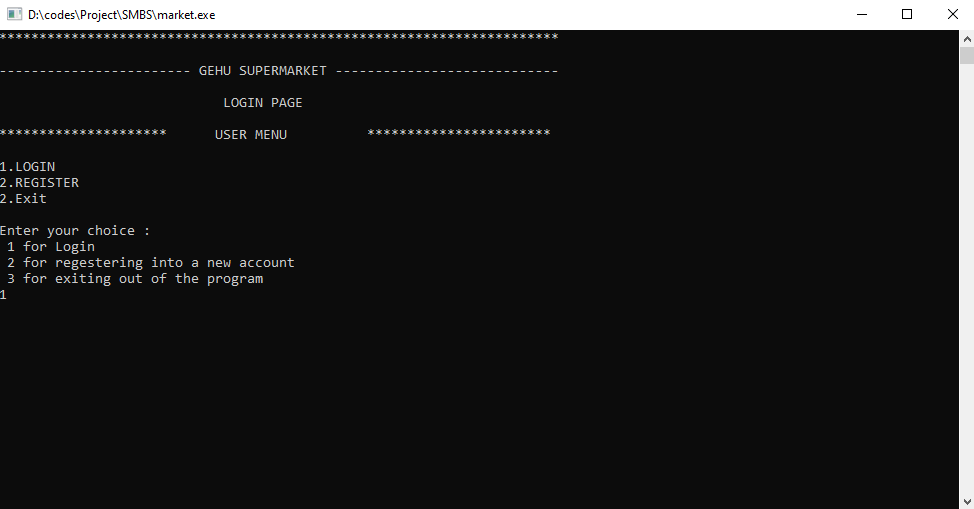 D:\codes\Project\SMBS\market.exe
**********************************************************************
------------------------ GEHU SUPERMARKET ----------------------------
LOGIN PAGE
********************* USER MENU ***********************
1.LOGIN
2.REGISTER
2.Exit
Enter your choice :
1 for Login
2 for regestering into a new account
3 for exiting out of the program
1